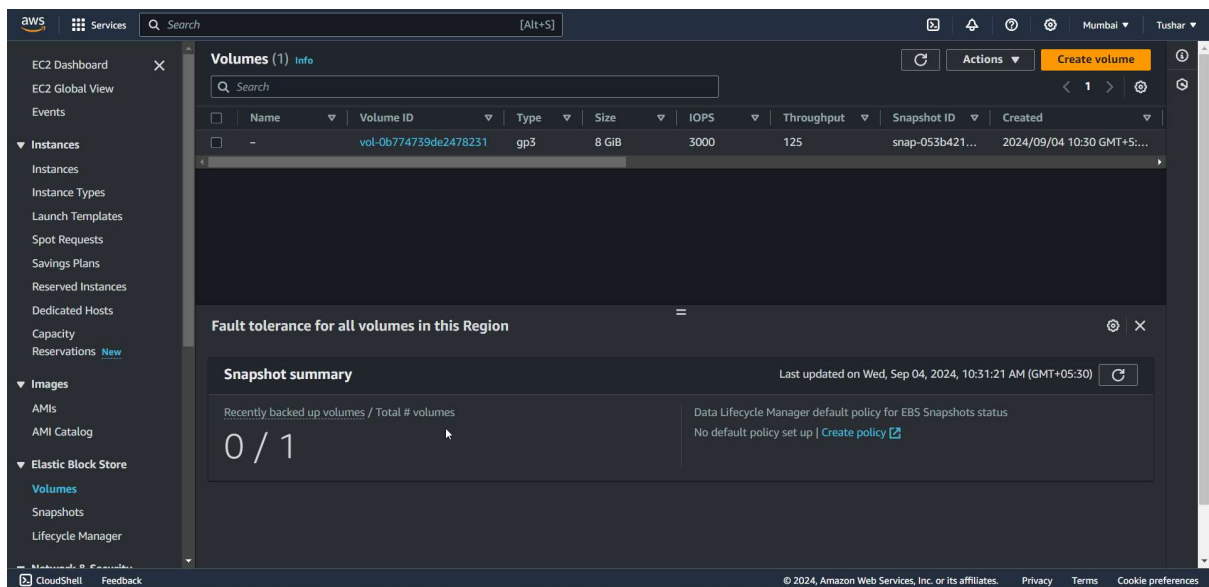 aws Services Search [Alt+S] Mumbai Tushar
EC2 Dashboard
EC2 Global View
Events
Instances
Instances
Instance Types
Launch Templates
Spot Requests
Savings Plans
Reserved Instances
Dedicated Hosts
Capacity
Reservations New
Images
AMIs
AMI Catalog
Elastic Block Store
Volumes
Snapshots
Lifecycle Manager
Network & Security
Volumes (1) Info Actions Create volume
Search 1
Name Volume ID Type Size IOPS Throughput Snapshot ID Created
– vol-0b774739de2478231 gp3 8 GiB 3000 125 snap-053b421... 2024/09/04 10:30 GMT+5:...
Fault tolerance for all volumes in this Region
Snapshot summary Last updated on Wed, Sep 04, 2024, 10:31:21 AM (GMT+05:30)
Recently backed up volumes / Total # volumes
0 / 1
Data Lifecycle Manager default policy for EBS Snapshots status
No default policy set up | Create policy
CloudShell Feedback © 2024, Amazon Web Services, Inc. or its affiliates. Privacy Terms Cookie preferences